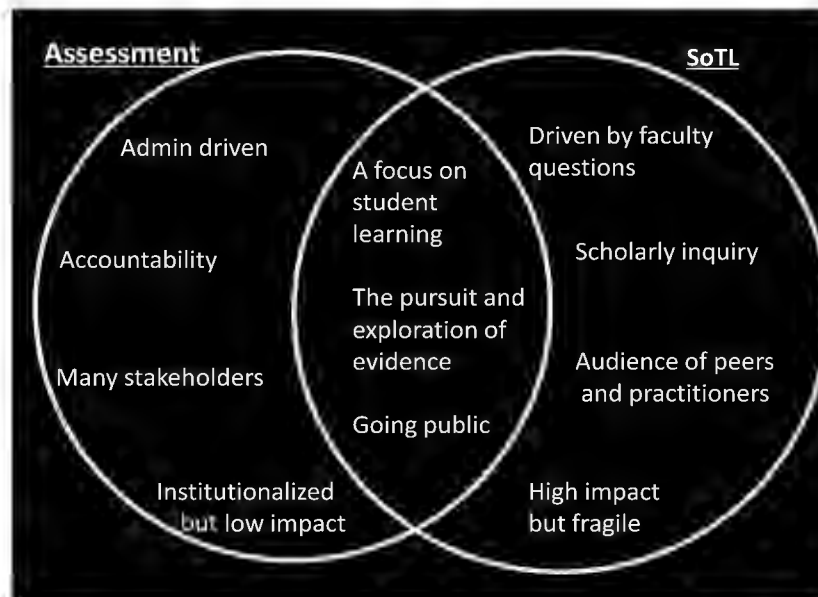 Assessment
SoTL
Admin driven
Accountability
Many stakeholders
Institutionalized
but low impact
A focus on
student
learning
The pursuit and
exploration of
evidence
Going public
Driven by faculty
questions
Scholarly inquiry
Audience of peers
and practitioners
High impact
but fragile